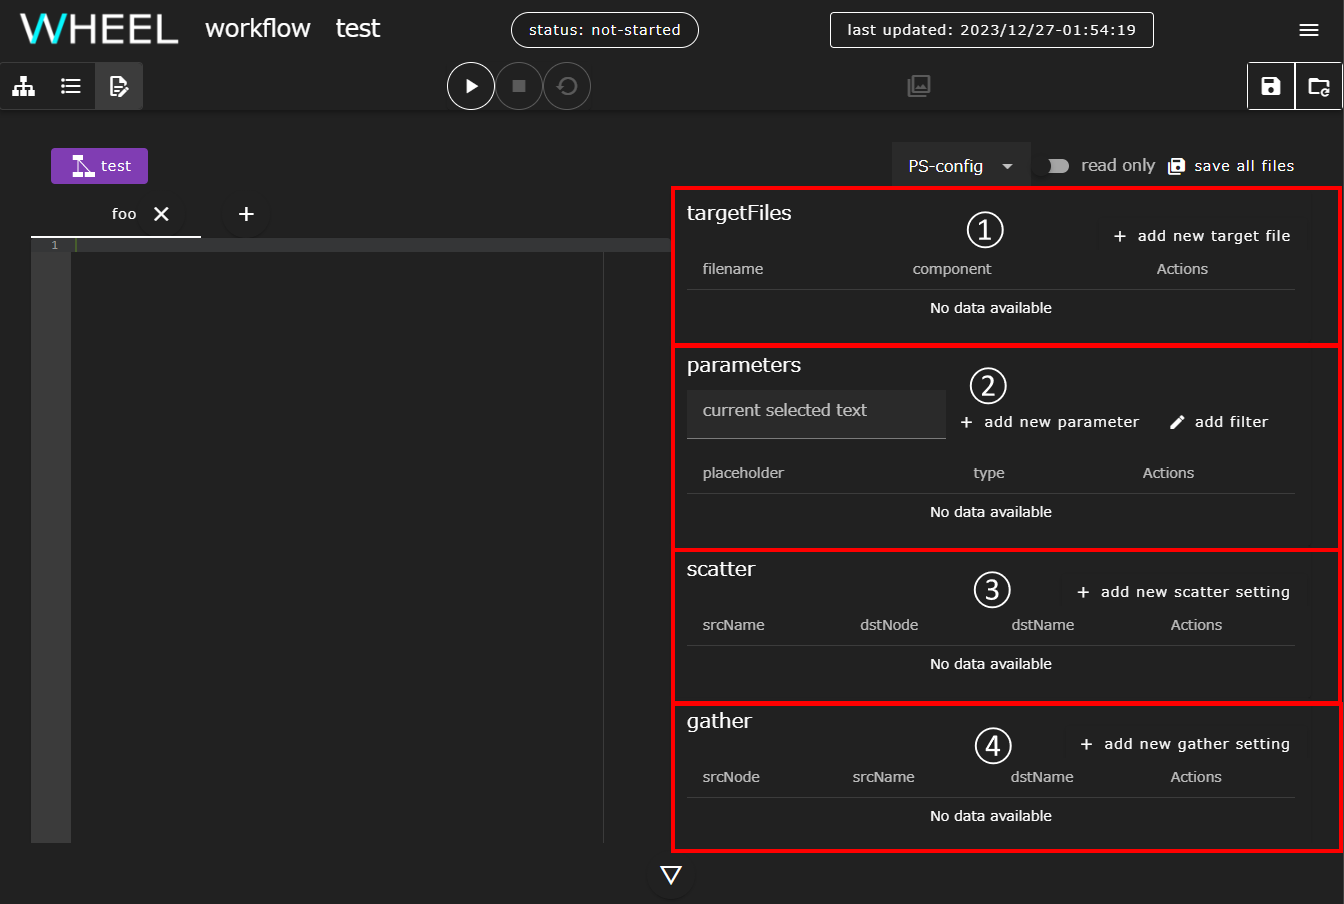 WHEEL workflow test status: not-started last updated: 2023/12/27-01:54:19
test PS-config read only save all files
foo
1
targetFiles
① + add new target file
filename component Actions
No data available
parameters
②
current selected text + add new parameter add filter
placeholder type Actions
No data available
scatter
③ + add new scatter setting
srcName dstNode dstName Actions
No data available
gather
④ + add new gather setting
srcNode srcName dstName Actions
No data available